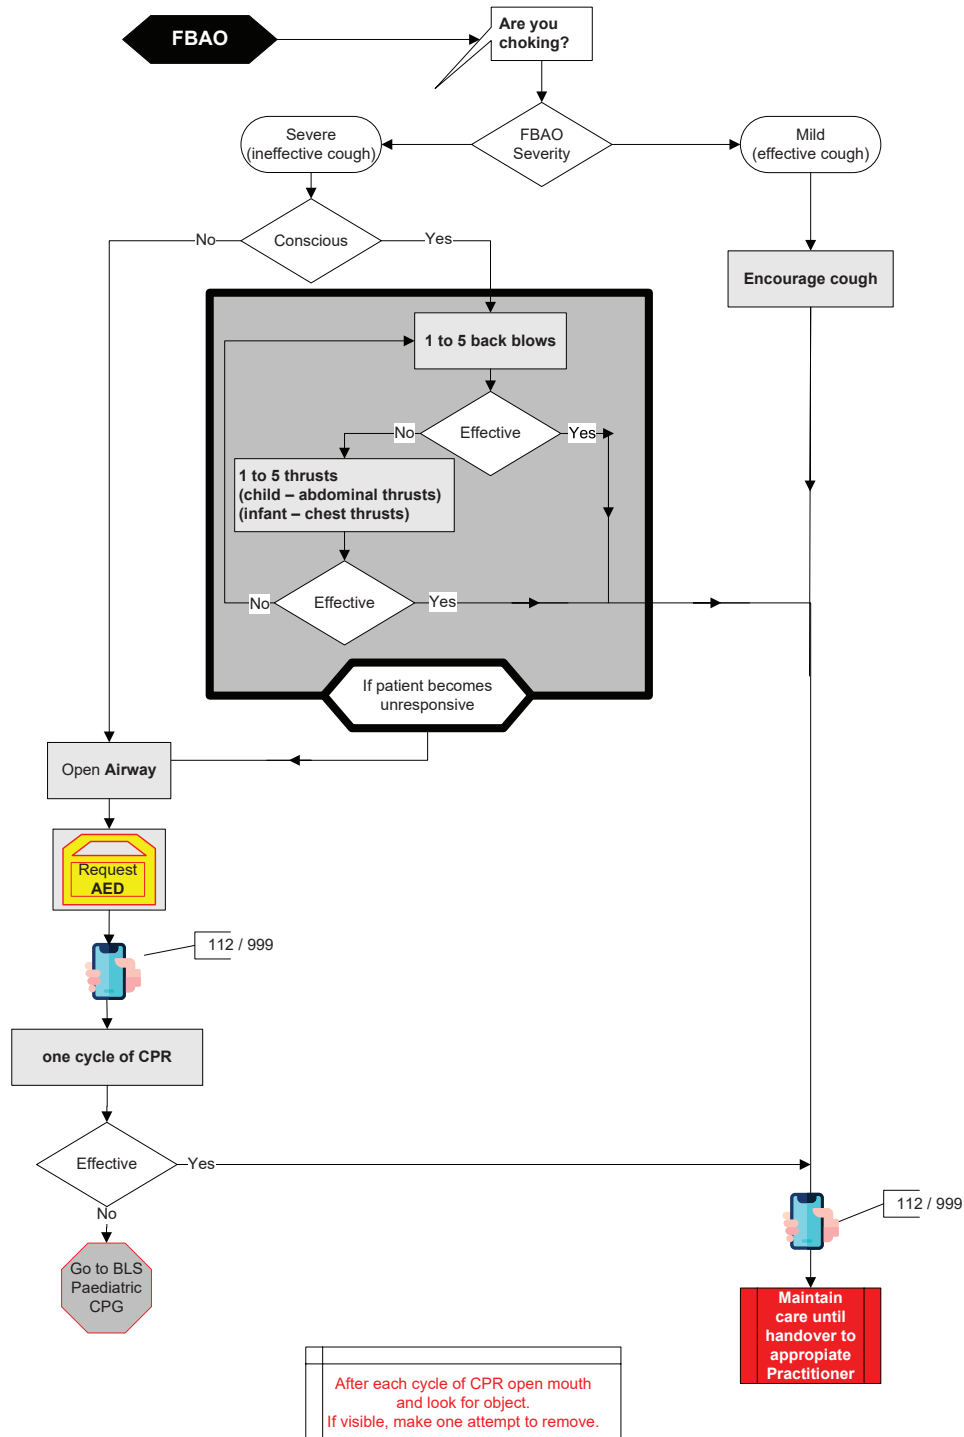 FBAO
Are you
choking?
Severe
(ineffective cough)
FBAO
Severity
Mild
(effective cough)
No
Conscious
Yes
Encourage cough
1 to 5 back blows
No
Effective
Yes
1 to 5 thrusts
(child – abdominal thrusts)
(infant – chest thrusts)
No
Effective
Yes
If patient becomes
unresponsive
Open Airway
Request
AED
112 / 999
one cycle of CPR
Effective
Yes
No
Go to BLS
Paediatric
CPG
112 / 999
Maintain
care until
handover to
appropiate
Practitioner
After each cycle of CPR open mouth
and look for object.
If visible, make one attempt to remove.